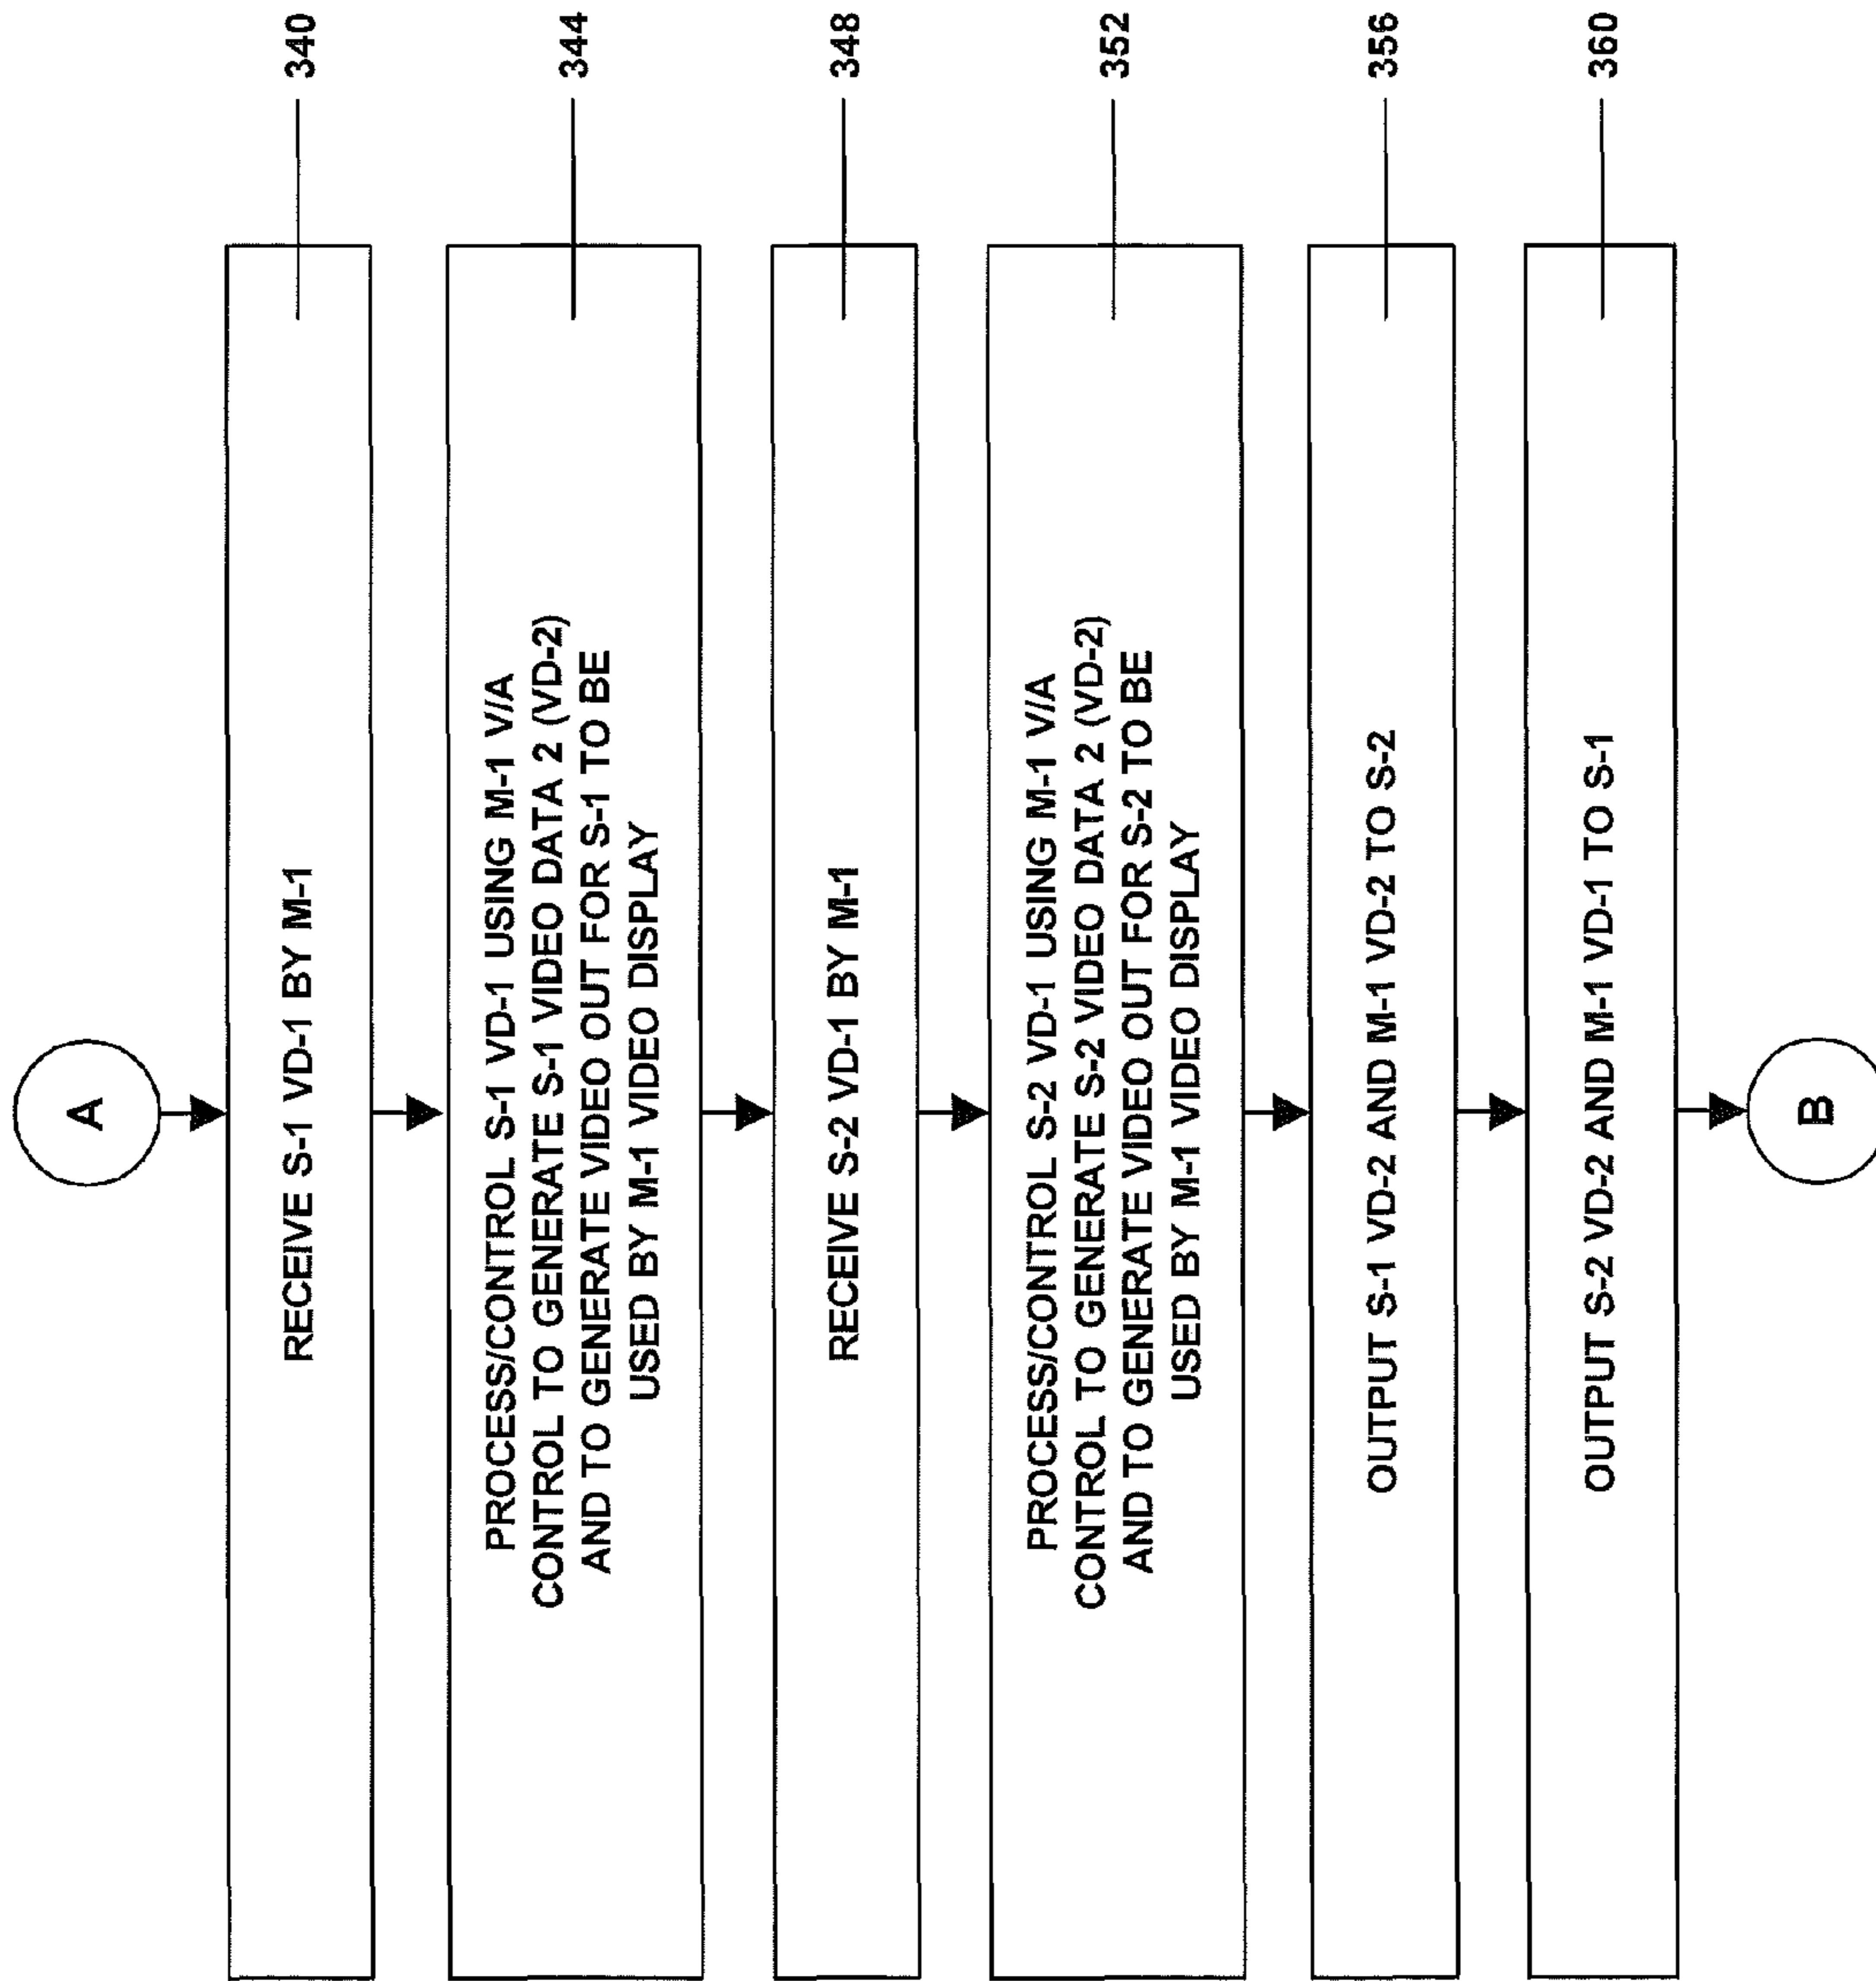 A
RECEIVE S-1 VD-1 BY M-1
340
PROCESS/CONTROL S-1 VD-1 USING M-1 V/A
CONTROL TO GENERATE S-1 VIDEO DATA 2 (VD-2)
AND TO GENERATE VIDEO OUT FOR S-1 TO BE
USED BY M-1 VIDEO DISPLAY
344
RECEIVE S-2 VD-1 BY M-1
348
PROCESS/CONTROL S-2 VD-1 USING M-1 V/A
CONTROL TO GENERATE S-2 VIDEO DATA 2 (VD-2)
AND TO GENERATE VIDEO OUT FOR S-2 TO BE
USED BY M-1 VIDEO DISPLAY
352
OUTPUT S-1 VD-2 AND M-1 VD-2 TO S-2
356
OUTPUT S-2 VD-2 AND M-1 VD-1 TO S-1
360
B